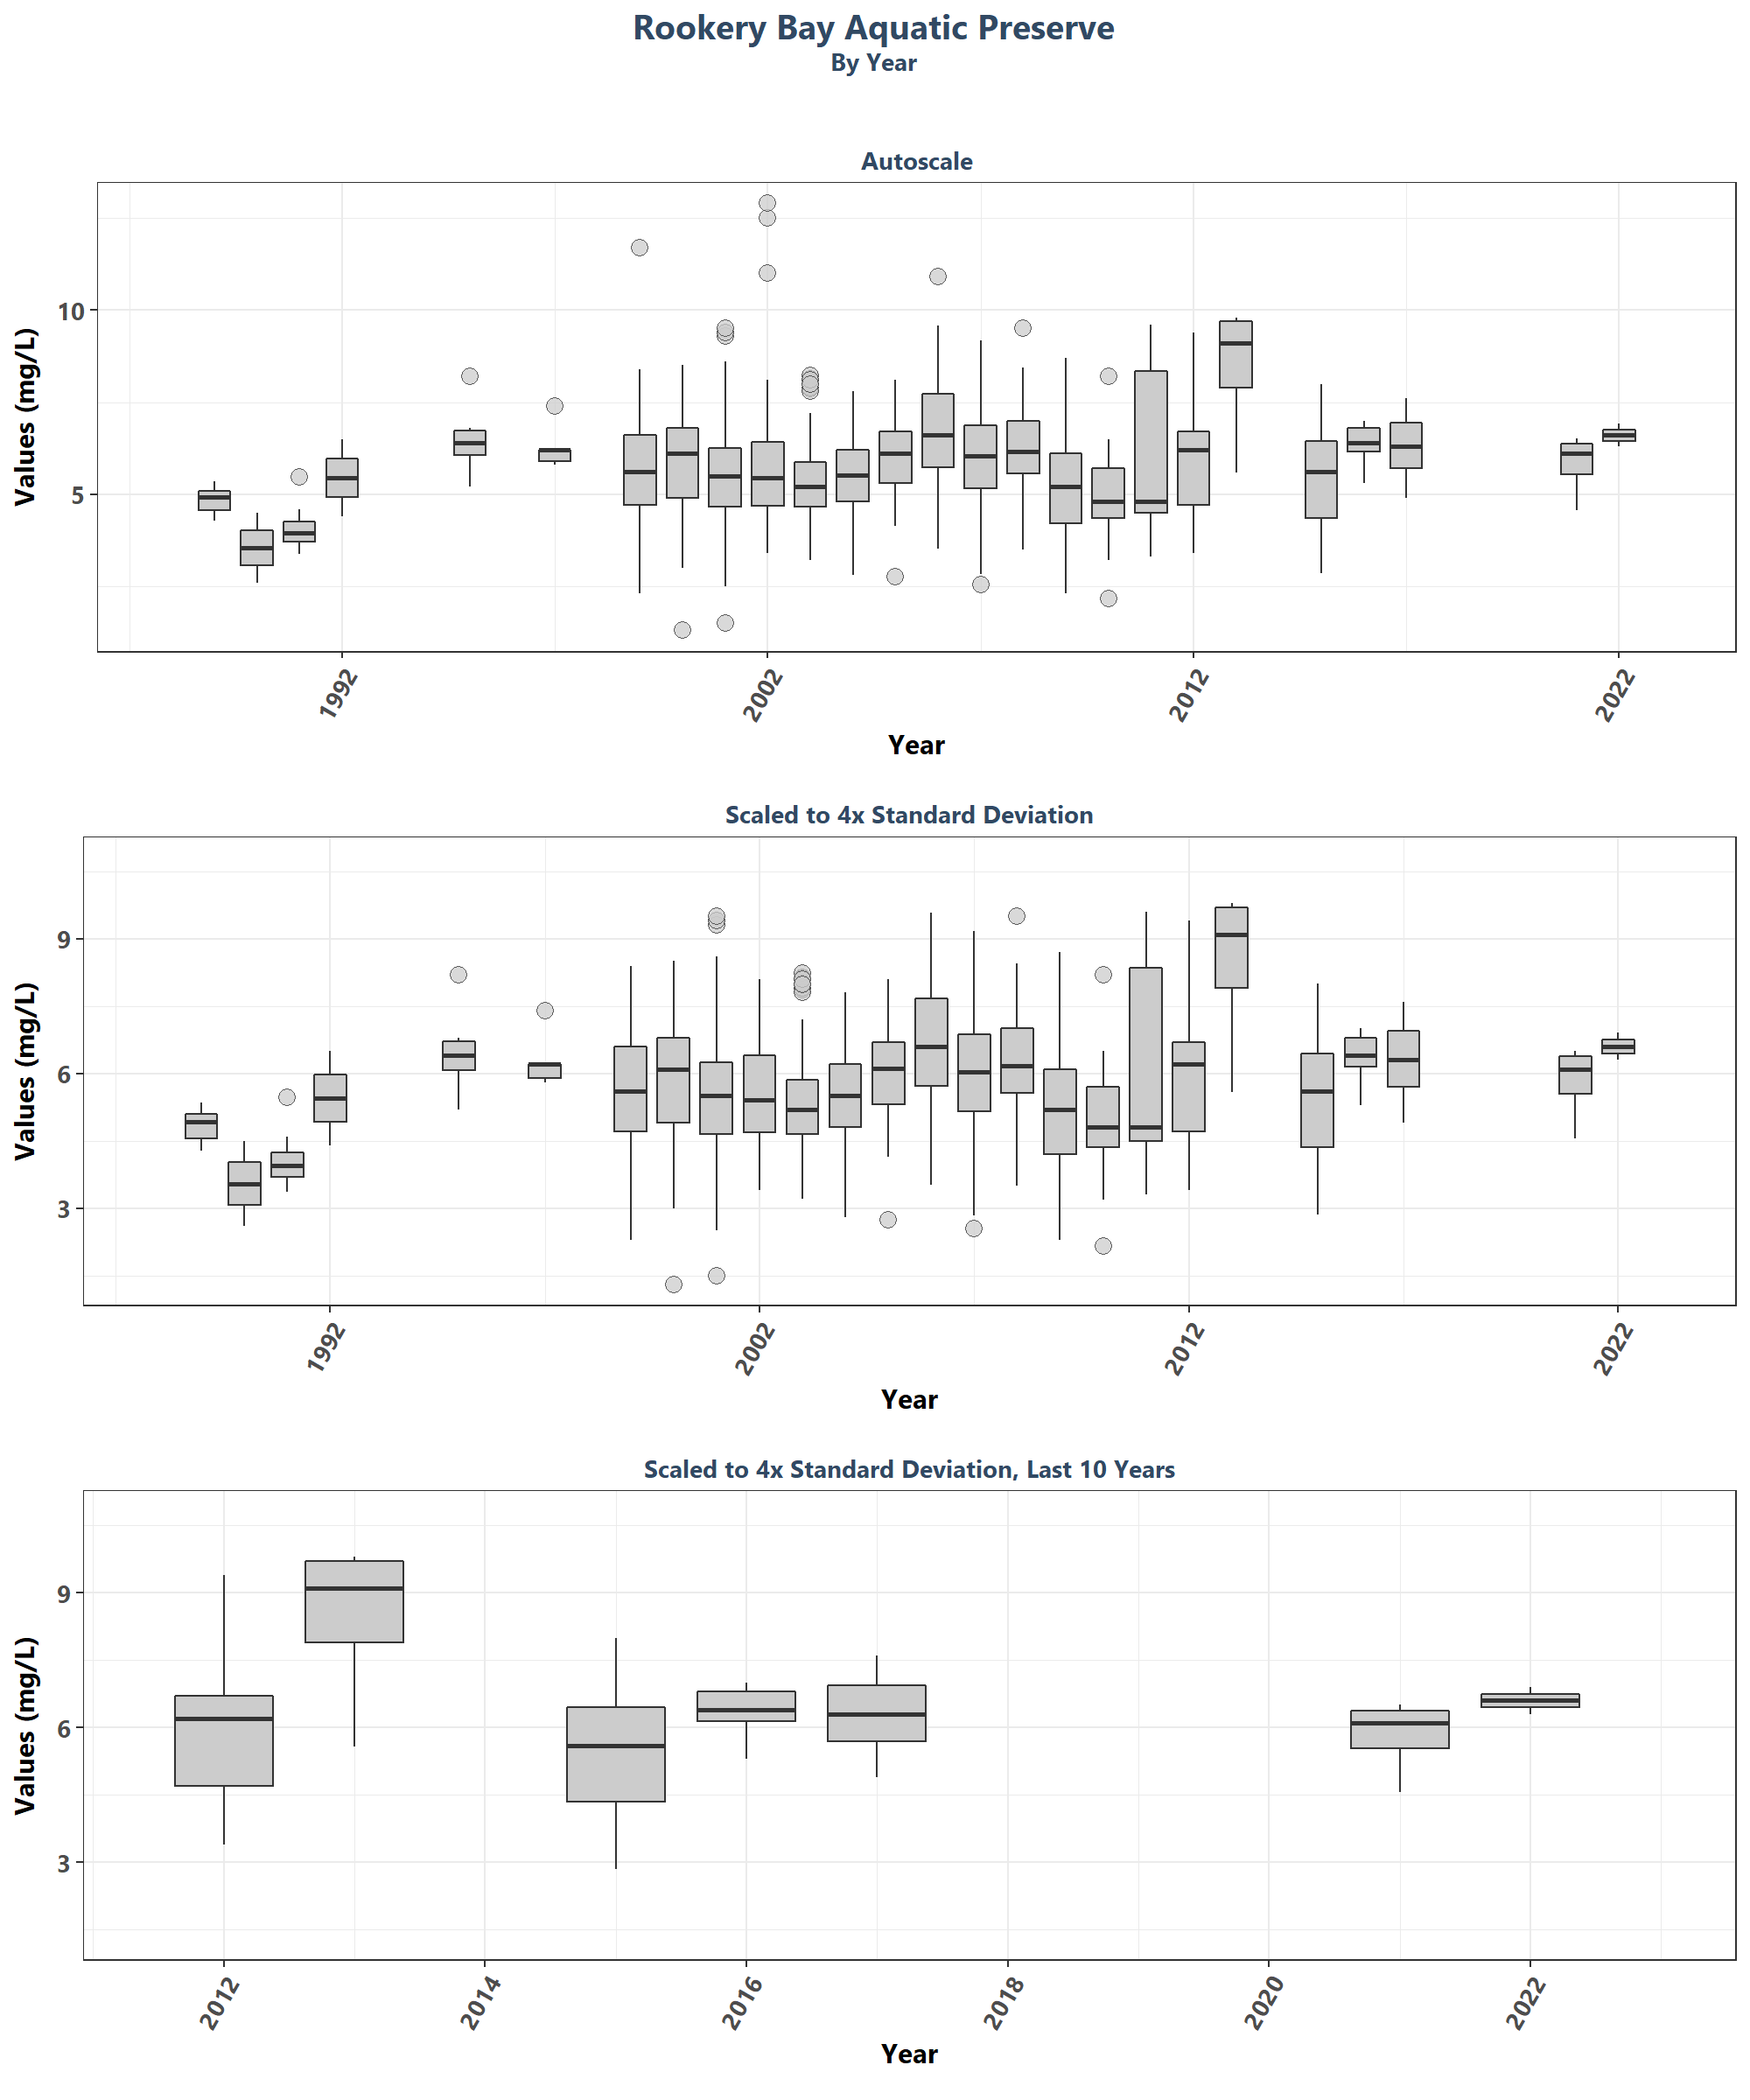 Rookery Bay Aquatic Preserve
By Year
Autoscale
Values (mg/L)
10
5
1992
2002
2012
2022
Year
Scaled to 4x Standard Deviation
Values (mg/L)
9
6
3
1992
2002
2012
2022
Year
Scaled to 4x Standard Deviation, Last 10 Years
Values (mg/L)
9
6
3
2012
2014
2016
2018
2020
2022
Year